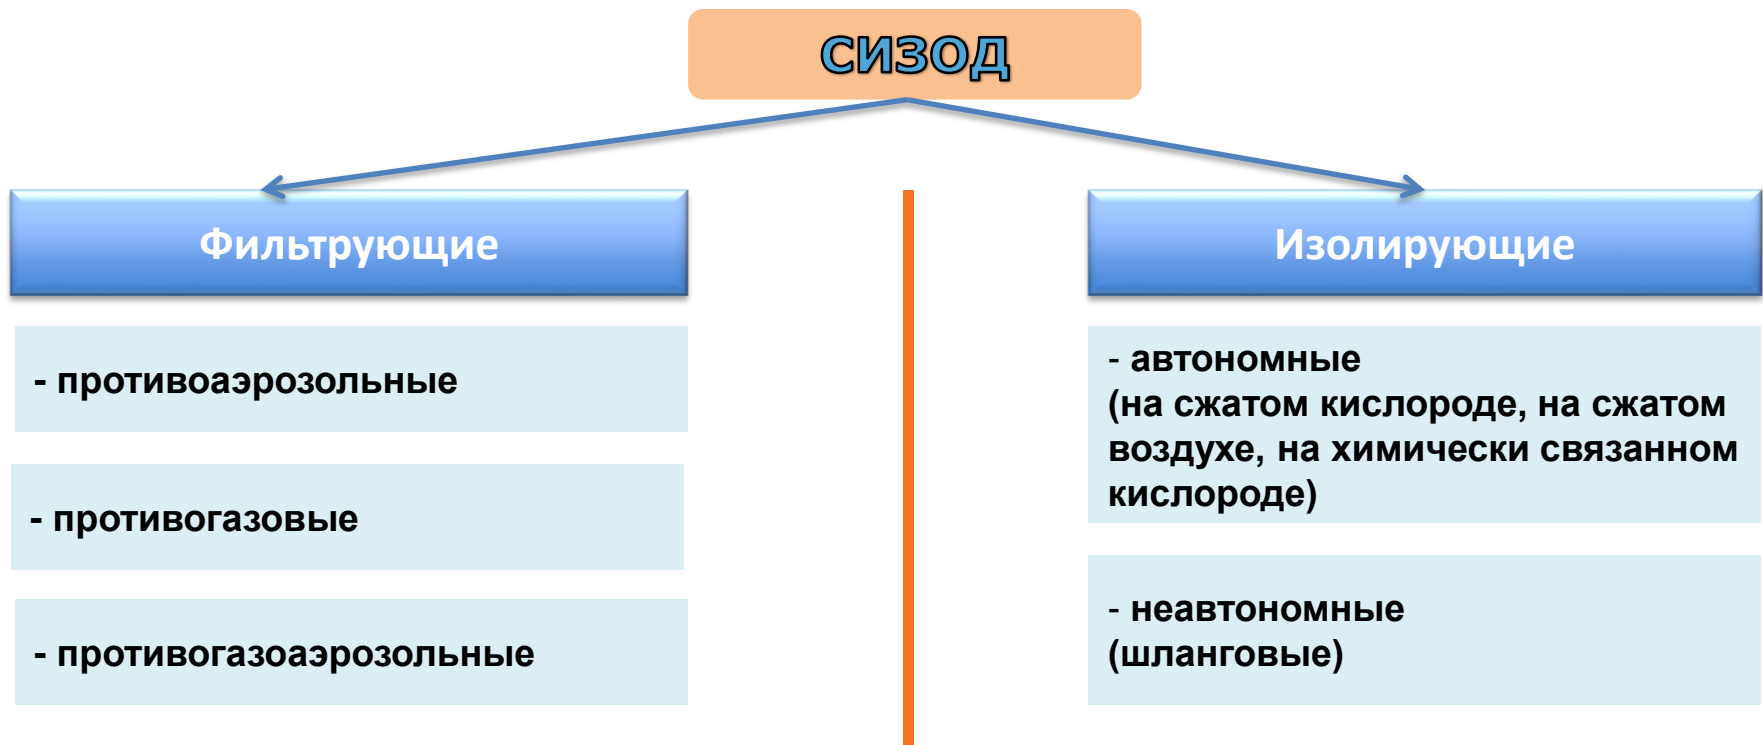 СИЗОД
Фильтрующие
- противоаэрозольные
- противогазовые
- противогазоаэрозольные
Изолирующие
- автономные
(на сжатом кислороде, на сжатом
воздухе, на химически связанном
кислороде)
- неавтономные
(шланговые)